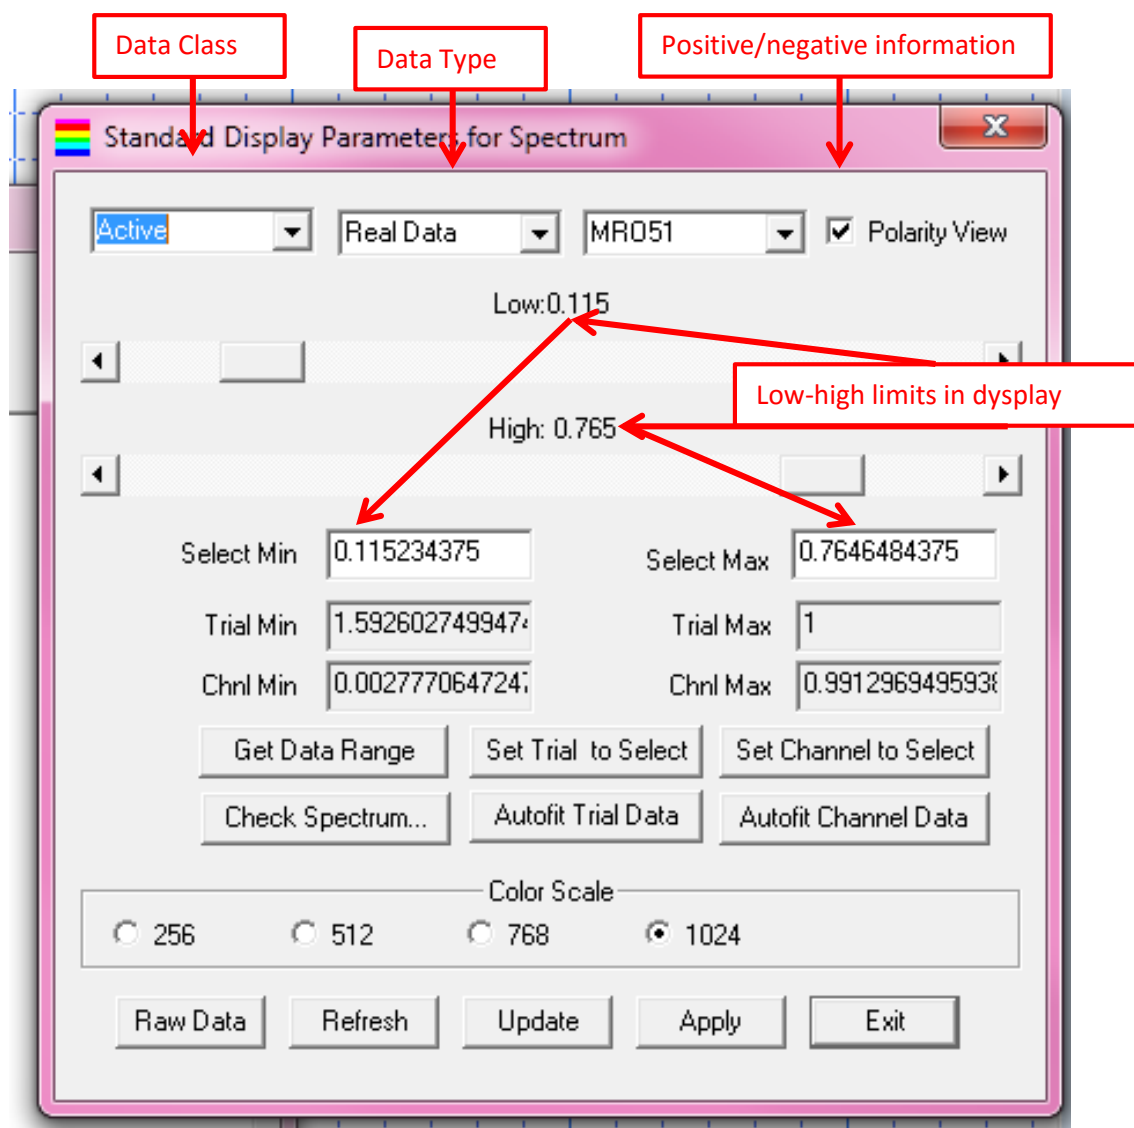 Data Class
Data Type
Positive/negative information
Standard Display Parameters for Spectrum
X
Active
Real Data
MRO51
Polarity View
Low:0.115
Low-high limits in dysplay
High: 0.765
Select Min 0.115234375
Select Max 0.7646484375
Trial Min 1.592602749947
Trial Max 1
Chnl Min 0.002777064724
Chnl Max 0.991296949593
Get Data Range
Set Trial to Select
Set Channel to Select
Check Spectrum...
Autofit Trial Data
Autofit Channel Data
Color Scale
256
512
768
1024
Raw Data
Refresh
Update
Apply
Exit